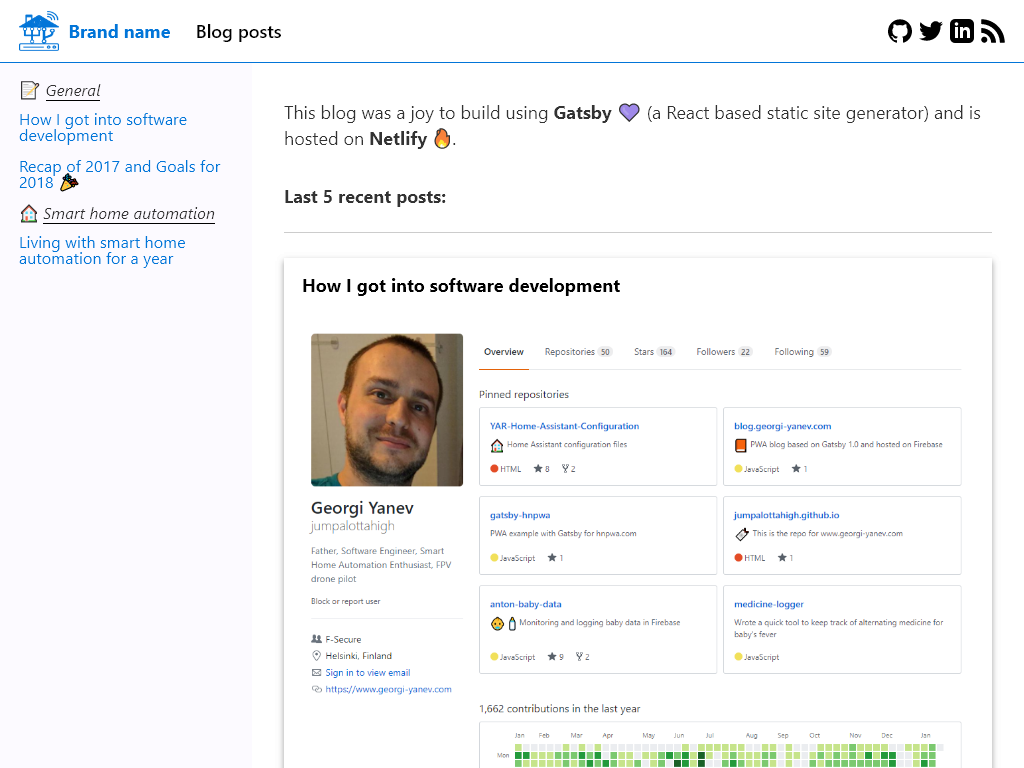 Brand name
Blog posts
General
How I got into software
development
Recap of 2017 and Goals for
2018
Smart home automation
Living with smart home
automation for a year
This blog was a joy to build using Gatsby 💜 (a React based static site generator) and is
hosted on Netlify 🔥.
Last 5 recent posts:
How I got into software development
Overview Repositories 50 Stars 164 Followers 22 Following 59
Georgi Yanev
jumpalottahigh
Father, Software Engineer, Smart
Home Automation Enthusiast, FPV
drone pilot
Block or report user
F-Secure
Helsinki, Finland
Sign in to view email
https://www.georgi-yanev.com
Pinned repositories
YAR-Home-Assistant-Configuration
Home Assistant configuration files
HTML 8 2
blog.georgi-yanev.com
PWA blog based on Gatsby 1.0 and hosted on Firebase
JavaScript 1
gatsby-hnpwa
PWA example with Gatsby for hnpwa.com
JavaScript 1
jumpalottahigh.github.io
This is the repo for www.georgi-yanev.com
HTML 1
anton-baby-data
Monitoring and logging baby data in Firebase
JavaScript 9 2
medicine-logger
Wrote a quick tool to keep track of alternating medicine for
baby's fever
JavaScript
1,662 contributions in the last year
Jan Feb Mar Apr May Jun Jul Aug Sep Oct Nov Dec Jan
Mon